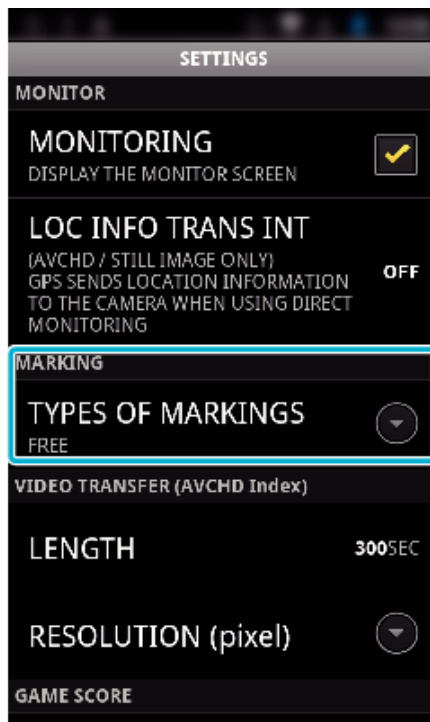 SETTINGS
MONITOR
MONITORING
DISPLAY THE MONITOR SCREEN
LOC INFO TRANS INT
(AVCHD / STILL IMAGE ONLY)
GPS SENDS LOCATION INFORMATION
TO THE CAMERA WHEN USING DIRECT
MONITORING
OFF
MARKING
TYPES OF MARKINGS
FREE
VIDEO TRANSFER (AVCHD Index)
LENGTH
300SEC
RESOLUTION (pixel)
GAME SCORE